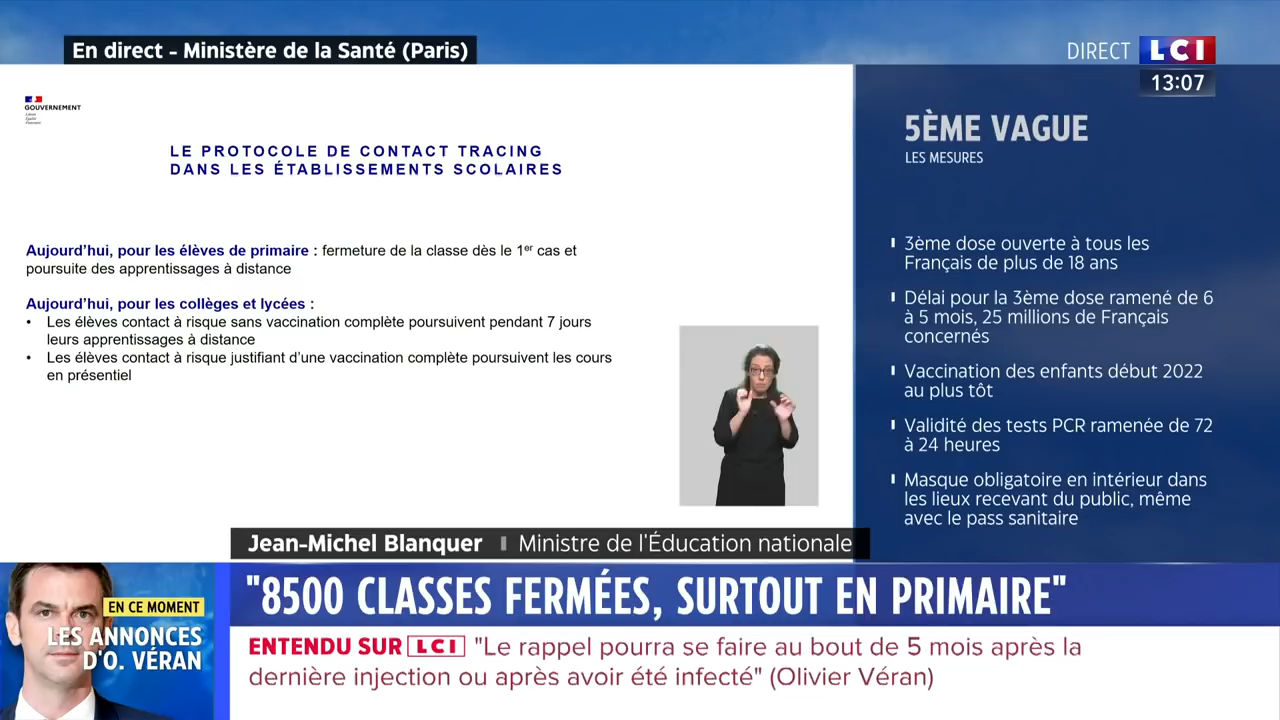 En direct - Ministère de la Santé (Paris)
DIRECT LCI
13:07
GOUVERNEMENT
LE PROTOCOLE DE CONTACT TRACING
DANS LES ÉTABLISSEMENTS SCOLAIRES
Aujourd'hui, pour les élèves de primaire : fermeture de la classe dès le 1er cas et
poursuite des apprentissages à distance
Aujourd'hui, pour les collèges et lycées :
• Les élèves contact à risque sans vaccination complète poursuivent pendant 7 jours
leurs apprentissages à distance
• Les élèves contact à risque justifiant d'une vaccination complète poursuivent les cours
en présentiel
5ÈME VAGUE
LES MESURES
3ème dose ouverte à tous les
Français de plus de 18 ans
Délai pour la 3ème dose ramené de 6
à 5 mois, 25 millions de Français
concernés
Vaccination des enfants début 2022
au plus tôt
Validité des tests PCR ramenée de 72
à 24 heures
Masque obligatoire en intérieur dans
les lieux recevant du public, même
avec le pass sanitaire
Jean-Michel Blanquer Ministre de l'Éducation nationale
"8500 CLASSES FERMÉES, SURTOUT EN PRIMAIRE"
EN CE MOMENT
LES ANNONCES
D'O. VÉRAN
ENTENDU SUR LCI "Le rappel pourra se faire au bout de 5 mois après la
dernière injection ou après avoir été infecté" (Olivier Véran)